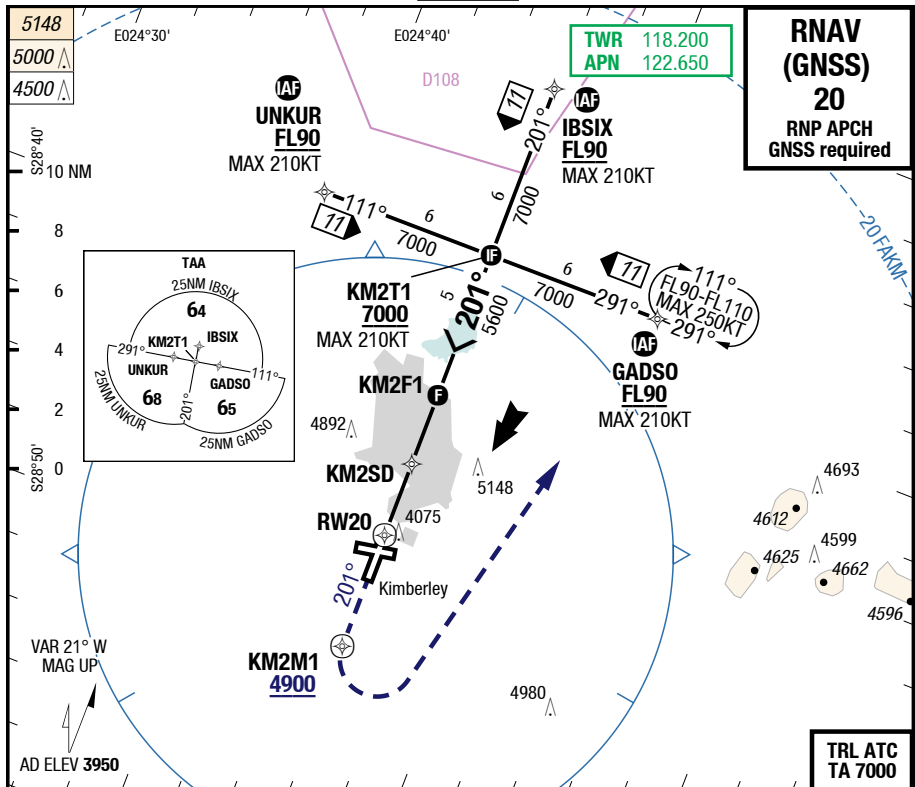 5148
5000
4500
E024°30'
E024°40'
D108
TWR 118.200
APN 122.650
RNAV
(GNSS)
20
RNP APCH
GNSS required
IAF
UNKUR
FL90
MAX 210KT
11
201°
IAF
IBSIX
FL90
MAX 210KT
S28°40'
10 NM
8
6
4
2
0
S28°50'
111°
11
6
7000
6
7000
IF
6
7000
11
291°
111°
FL90-FL110
MAX 250KT
291°
20 FAKM
KM2T1
7000
MAX 210KT
5
201°
5600
IAF
GADSO
FL90
MAX 210KT
TAA
25NM IBSIX
64
KM2T1
IBSIX
291°
UNKUR
GADSO
111°
68
201°
65
25NM UNKUR
25NM GADSO
KM2F1
F
4892
KM2SD
5148
4693
4612
RW20
4075
4599
4625
4662
4596
201°
Kimberley
KM2M1
4900
4980
VAR 21° W
MAG UP
AD ELEV 3950
TRL ATC
TA 7000